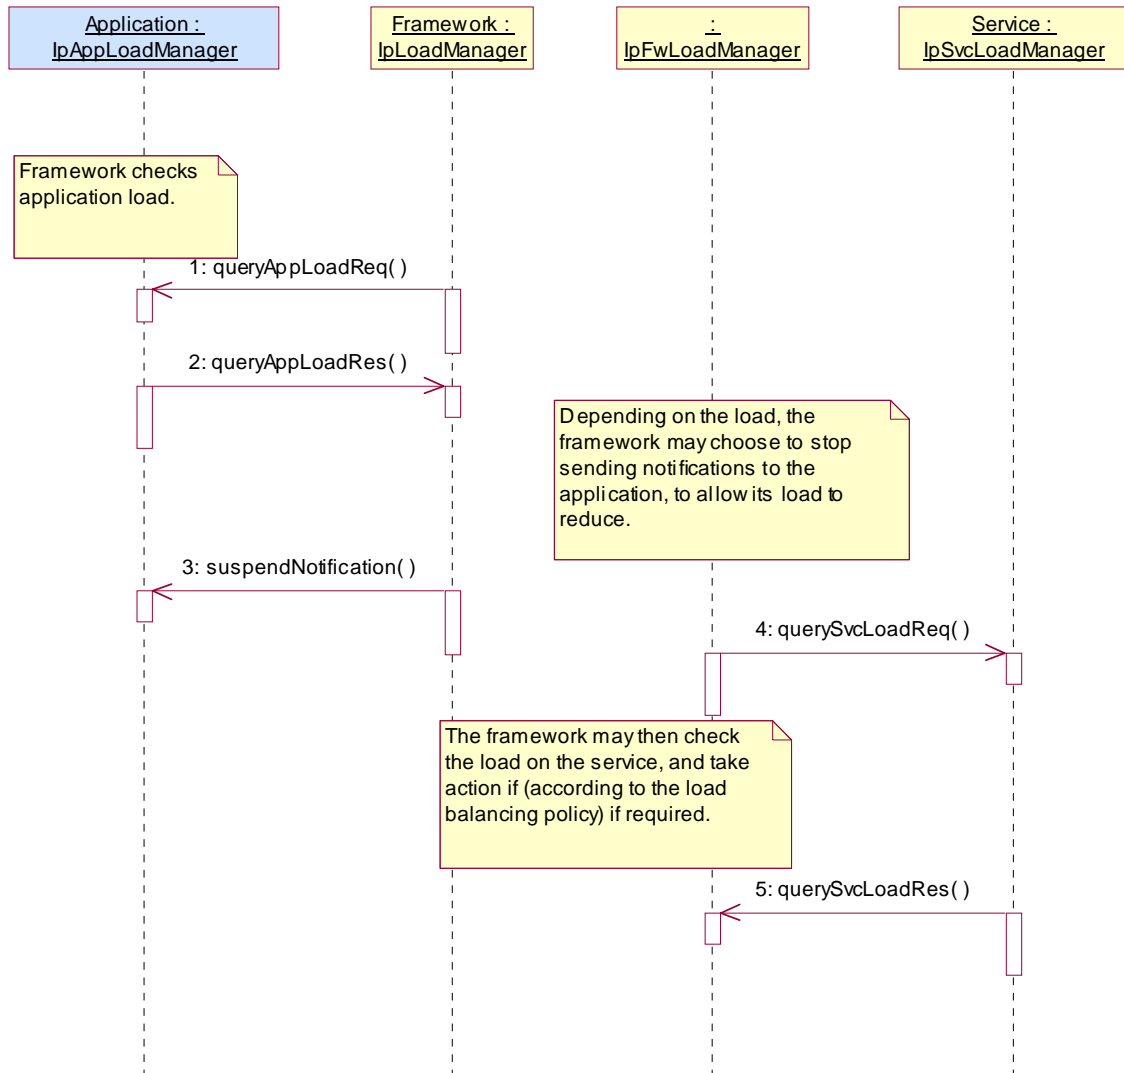 Application :
IpAppLoadManager
Framework :
IpLoadManager
:
IpFwLoadManager
Service :
IpSvcLoadManager
Framework checks
application load.
1: queryAppLoadReq( )
2: queryAppLoadRes( )
Depending on the load, the
framework may choose to stop
sending notifications to the
application, to allow its load to
reduce.
3: suspendNotification( )
4: querySvcLoadReq( )
The framework may then check
the load on the service, and take
action if (according to the load
balancing policy) if required.
5: querySvcLoadRes( )